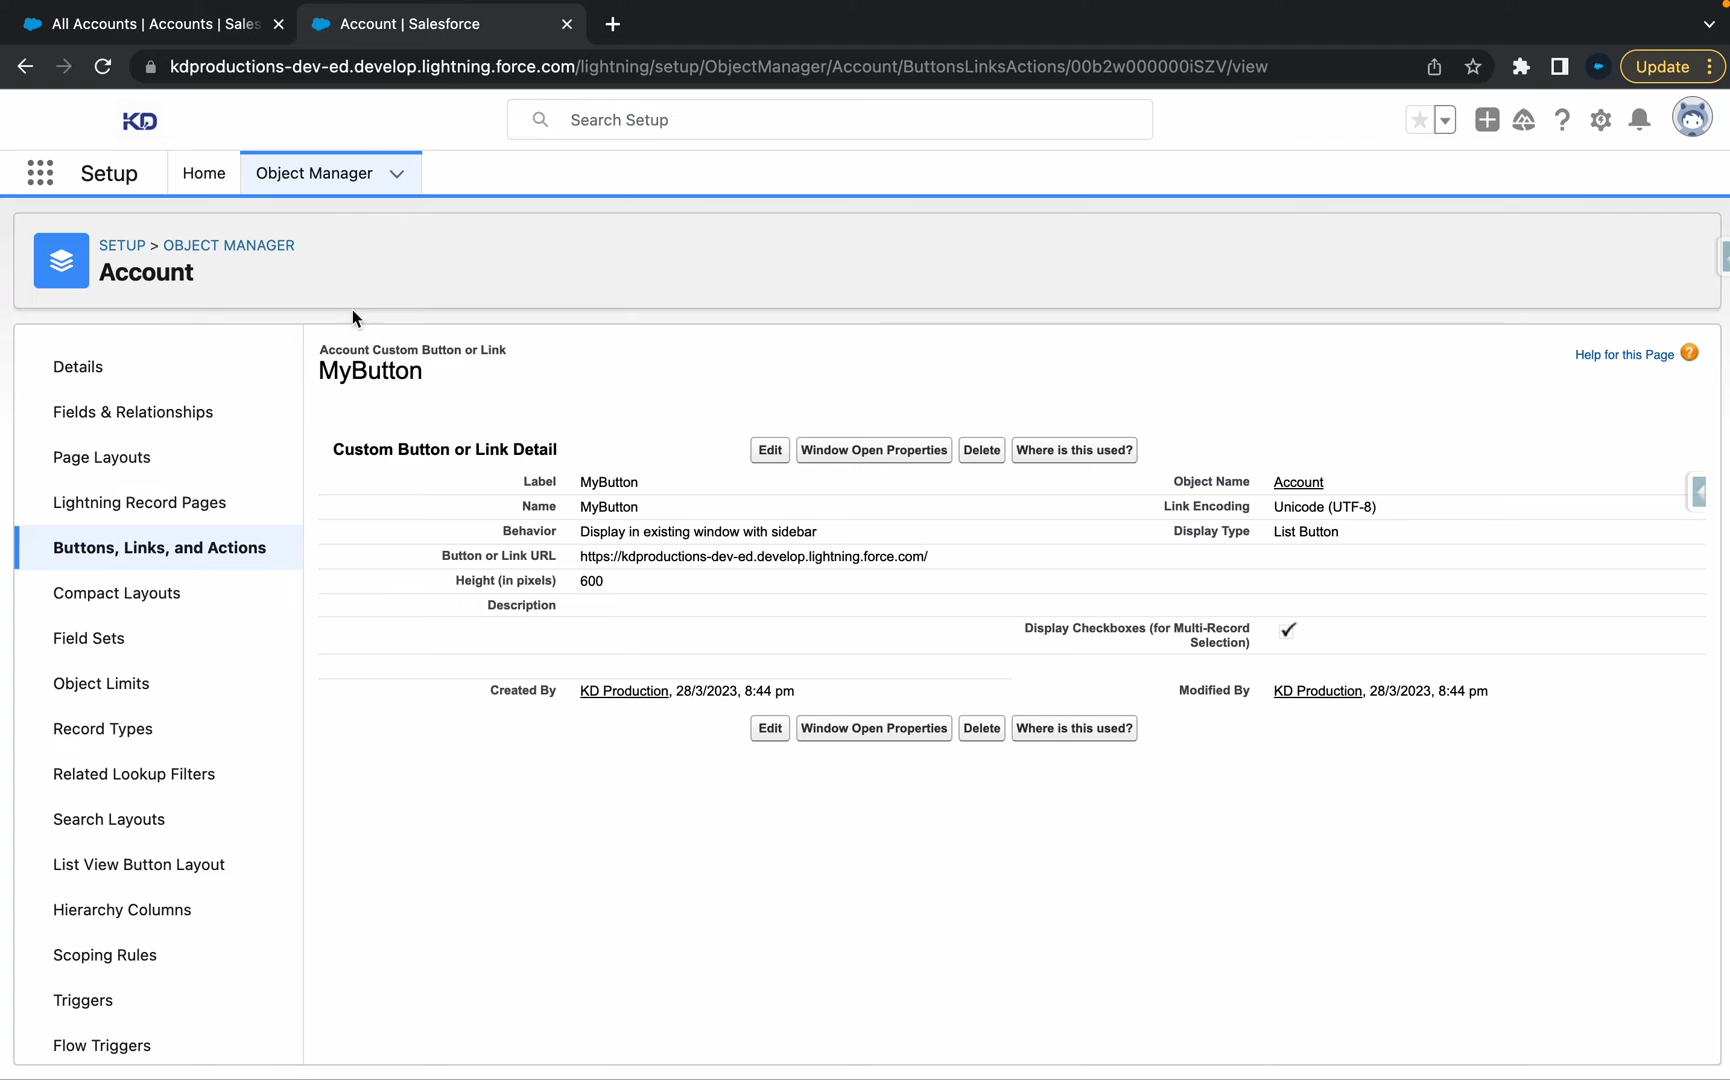 All Accounts | Accounts | Sales
Account | Salesforce
kdproductions-dev-ed.develop.lightning.force.com/lightning/setup/ObjectManager/Account/ButtonsLinksActions/00b2w000000iSZV/view
Update
KD
Search Setup
Setup
Home
Object Manager
SETUP > OBJECT MANAGER
Account
Details
Fields & Relationships
Page Layouts
Lightning Record Pages
Buttons, Links, and Actions
Compact Layouts
Field Sets
Object Limits
Record Types
Related Lookup Filters
Search Layouts
List View Button Layout
Hierarchy Columns
Scoping Rules
Triggers
Flow Triggers
Account Custom Button or Link
MyButton
Help for this Page ?
Custom Button or Link Detail
Edit Window Open Properties Delete Where is this used?
Label MyButton Object Name Account
Name MyButton Link Encoding Unicode (UTF-8)
Behavior Display in existing window with sidebar Display Type List Button
Button or Link URL https://kdproductions-dev-ed.develop.lightning.force.com/
Height (in pixels) 600
Description
Display Checkboxes (for Multi-Record
Selection)
Created By KD Production, 28/3/2023, 8:44 pm Modified By KD Production, 28/3/2023, 8:44 pm
Edit Window Open Properties Delete Where is this used?